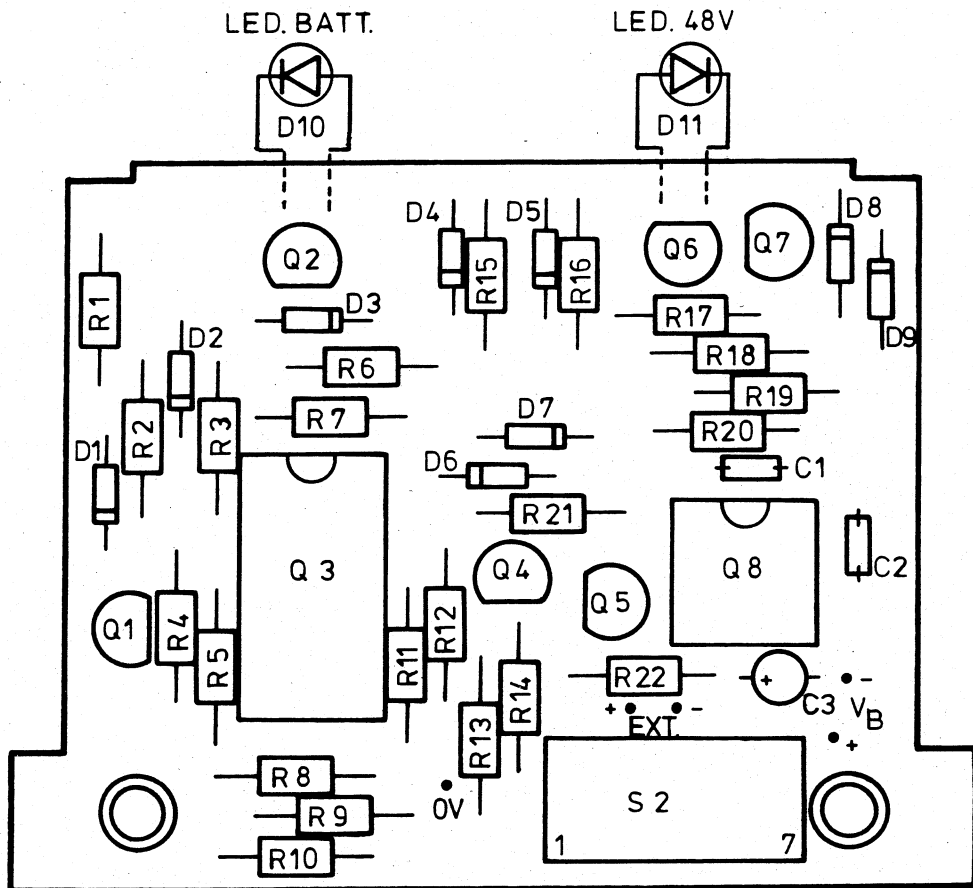 LED. BATT.
LED. 48V
D10
D11
D4
D5
D8
Q2
Q6
Q7
R15
R16
R1
D3
R17
D2
D9
R18
R6
R19
R7
D7
R20
R2
R3
D1
D6
C1
R21
Q3
Q4
Q8
C2
Q5
Q1
R4
R12
R5
R11
R22
R14
C3
-
VB
+ -
EXT.
+
R13
R8
0V
R9
S2
R10
1
7
+